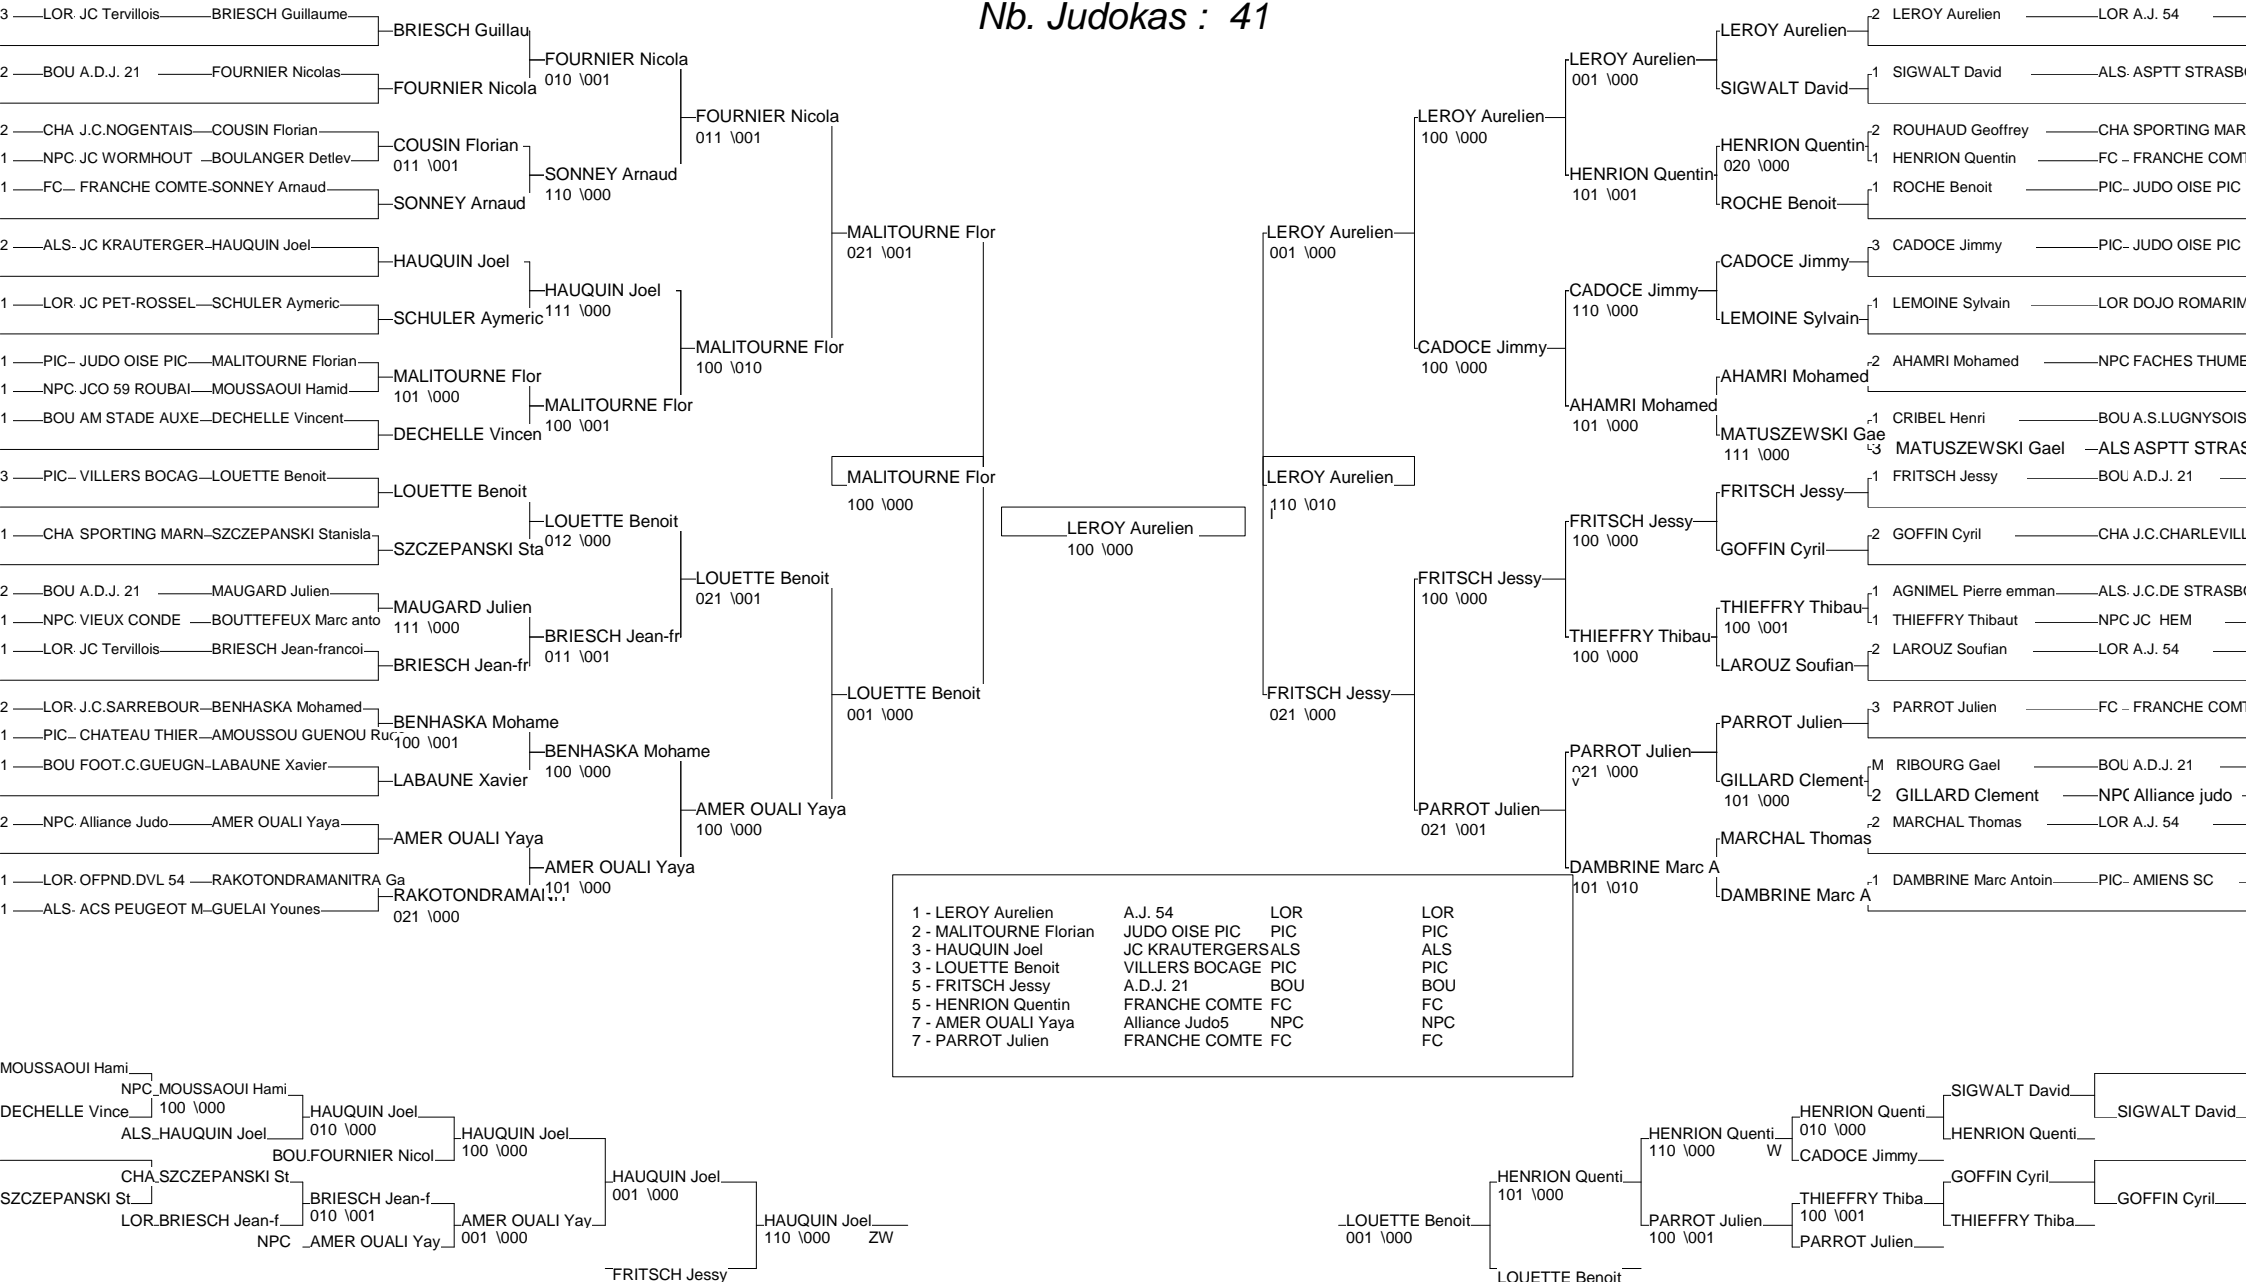 Nb. Judokas : 41
3 LOR JC Tervillois BRIESCH Guillaume
2 BOU A.D.J. 21 FOURNIER Nicolas
2 CHA J.C.NOGENTAIS COUSIN Florian
1 NPC JC WORMHOUT BOULANGER Detlev
1 FC FRANCHE COMTE SONNEY Arnaud
2 ALS JC KRAUTERGER HAUQUIN Joel
1 LOR JC PET-ROSSEL SCHULER Aymeric
1 PIC JUDO OISE PIC MALITOURNE Florian
1 NPC JCO 59 ROUBAI MOUSSAOUI Hamid
1 BOU AM STADE AUXE DECHELLE Vincent
3 PIC VILLERS BOCAG LOUETTE Benoit
1 CHA SPORTING MARN SZCZEPANSKI Stanisla
2 BOU A.D.J. 21 MAUGARD Julien
1 NPC VIEUX CONDE BOUTTEFEUX Marc anto
1 LOR JC Tervillois BRIESCH Jean-francoi
2 LOR J.C.SARREBOUR BENHASKA Mohamed
1 PIC CHATEAU THIER AMOUSSOU GUENOU
1 BOU FOOT.C.GUEUGN LABAUNE Xavier
2 NPC Alliance Judo AMER OUALI Yaya
1 LOR OFPND.DVL 54 RAKOTONDRAMANITRA Ga
1 ALS ACS PEUGEOT M GUELAI Younes
BRIESCH Guillau
FOURNIER Nicola
COUSIN Florian
011 \001
SONNEY Arnaud
HAUQUIN Joel
SCHULER Aymeric
MALITOURNE Flor
101 \000
DECHELLE Vincen
LOUETTE Benoit
SZCZEPANSKI Sta
MAUGARD Julien
111 \000
BRIESCH Jean-fr
BENHASKA Mohame
100 \001
LABAUNE Xavier
AMER OUALI Yaya
RAKOTONDRAMA
021 \000
FOURNIER Nicola
010 \001
SONNEY Arnaud
110 \000
HAUQUIN Joel
111 \000
MALITOURNE Flor
100 \001
LOUETTE Benoit
012 \000
BRIESCH Jean-fr
011 \001
BENHASKA Mohame
100 \000
AMER OUALI Yaya
101 \000
FOURNIER Nicola
011 \001
MALITOURNE Flor
100 \010
LOUETTE Benoit
021 \001
AMER OUALI Yaya
100 \000
MALITOURNE Flor
021 \001
LOUETTE Benoit
001 \000
MALITOURNE Flor
100 \000
LEROY Aurelien
100 \000
LEROY Aurelien
110 \010
LEROY Aurelien
001 \000
FRITSCH Jessy
021 \000
LEROY Aurelien
100 \000
CADOCE Jimmy
100 \000
FRITSCH Jessy
100 \000
PARROT Julien
021 \001
LEROY Aurelien
001 \000
HENRION Quentin
101 \001
CADOCE Jimmy
110 \000
AHAMRI Mohamed
101 \000
FRITSCH Jessy
100 \000
THIEFFRY Thibau
100 \000
PARROT Julien
021 \000
DAMBRINE Marc A
101 \010
LEROY Aurelien
SIGWALT David
HENRION Quentin
020 \000
ROCHE Benoit
CADOCE Jimmy
LEMOINE Sylvain
AHAMRI Mohamed
MATUSZEWSKI Gae
111 \000
FRITSCH Jessy
GOFFIN Cyril
THIEFFRY Thibau
100 \001
LAROUZ Soufian
PARROT Julien
GILLARD Clement
101 \000
MARCHAL Thomas
DAMBRINE Marc A
2 LEROY Aurelien LOR A.J. 54
1 SIGWALT David ALS ASPTT STRASB
2 ROUHAUD Geoffrey CHA SPORTING MAR
1 HENRION Quentin FC FRANCHE COM
1 ROCHE Benoit PIC JUDO OISE PIC
3 CADOCE Jimmy PIC JUDO OISE PIC
1 LEMOINE Sylvain LOR DOJO ROMARIM
2 AHAMRI Mohamed NPC FACHES THUME
1 CRIBEL Henri BOU A.S.LUGNYSOIS
3 MATUSZEWSKI Gael ALS ASPTT STRAS
1 FRITSCH Jessy BOU A.D.J. 21
2 GOFFIN Cyril CHA J.C.CHARLEVILL
1 AGNIMEL Pierre emman ALS J.C.DE STRASB
1 THIEFFRY Thibaut NPC JC HEM
2 LAROUZ Soufian LOR A.J. 54
3 PARROT Julien FC FRANCHE COM
M RIBOURG Gael BOU A.D.J. 21
2 GILLARD Clement NPC Alliance judo
2 MARCHAL Thomas LOR A.J. 54
1 DAMBRINE Marc Antoin PIC AMIENS SC
1 - LEROY Aurelien A.J. 54 LOR LOR
2 - MALITOURNE Florian JUDO OISE PIC PIC PIC
3 - HAUQUIN Joel JC KRAUTERGERS ALS ALS
3 - LOUETTE Benoit VILLERS BOCAGE PIC PIC
5 - FRITSCH Jessy A.D.J. 21 BOU BOU
5 - HENRION Quentin FRANCHE COMTE FC FC
7 - AMER OUALI Yaya Alliance Judo5 NPC NPC
7 - PARROT Julien FRANCHE COMTE FC FC
MOUSSAOUI Hami
DECHELLE Vince
SZCZEPANSKI St
NPC MOUSSAOUI Hami
100 \000
ALS HAUQUIN Joel
CHA SZCZEPANSKI St
LOR BRIESCH Jean-f
HAUQUIN Joel
010 \000
BOU FOURNIER Nicol
BRIESCH Jean-f
010 \001
NPC AMER OUALI Yay
HAUQUIN Joel
100 \000
AMER OUALI Yay
001 \000
HAUQUIN Joel
001 \000
FRITSCH Jessy
HAUQUIN Joel
110 \000 ZW
LOUETTE Benoit
001 \000
HENRION Quenti
101 \000
LOUETTE Benoit
HENRION Quenti
110 \000 W
PARROT Julien
100 \001
HENRION Quenti
010 \000
CADOCE Jimmy
THIEFFRY Thiba
100 \001
PARROT Julien
SIGWALT David
HENRION Quenti
GOFFIN Cyril
THIEFFRY Thiba
SIGWALT David
GOFFIN Cyril